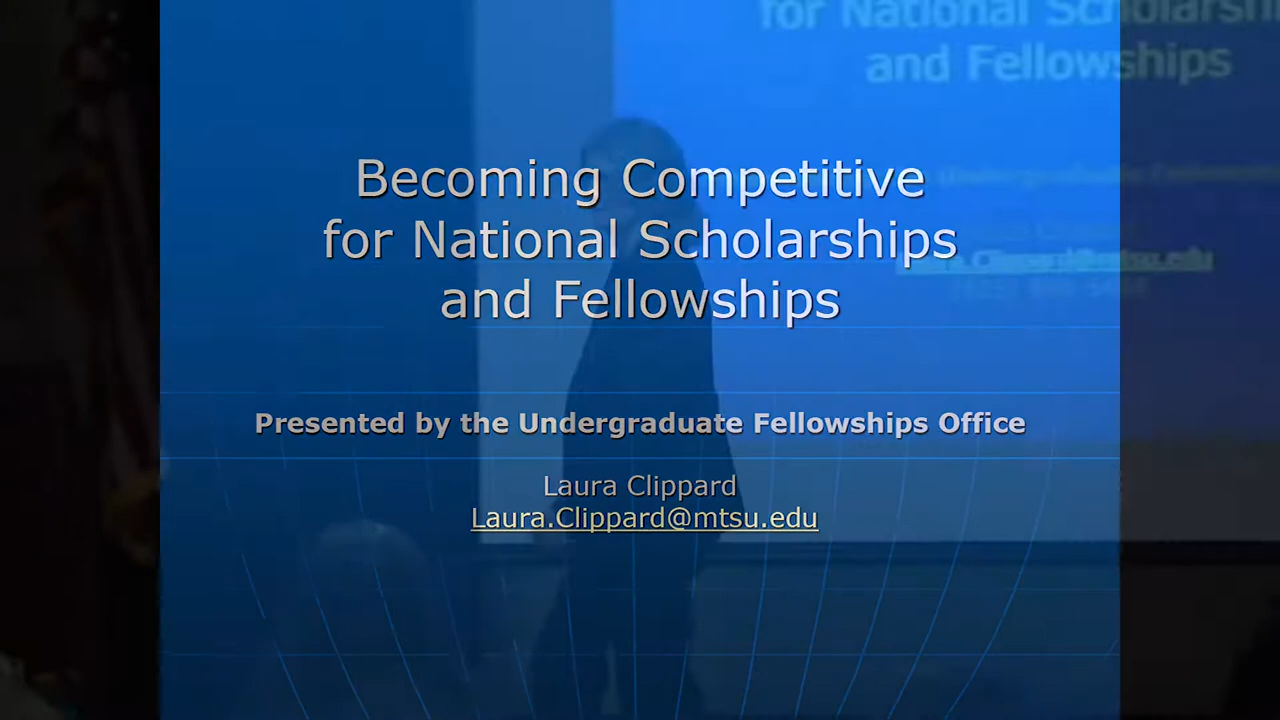 Becoming Competitive
for National Scholarships
and Fellowships
Presented by the Undergraduate Fellowships Office
Laura Clippard
Laura.Clippard@mtsu.edu
for National Scholarsh
and Fellowships